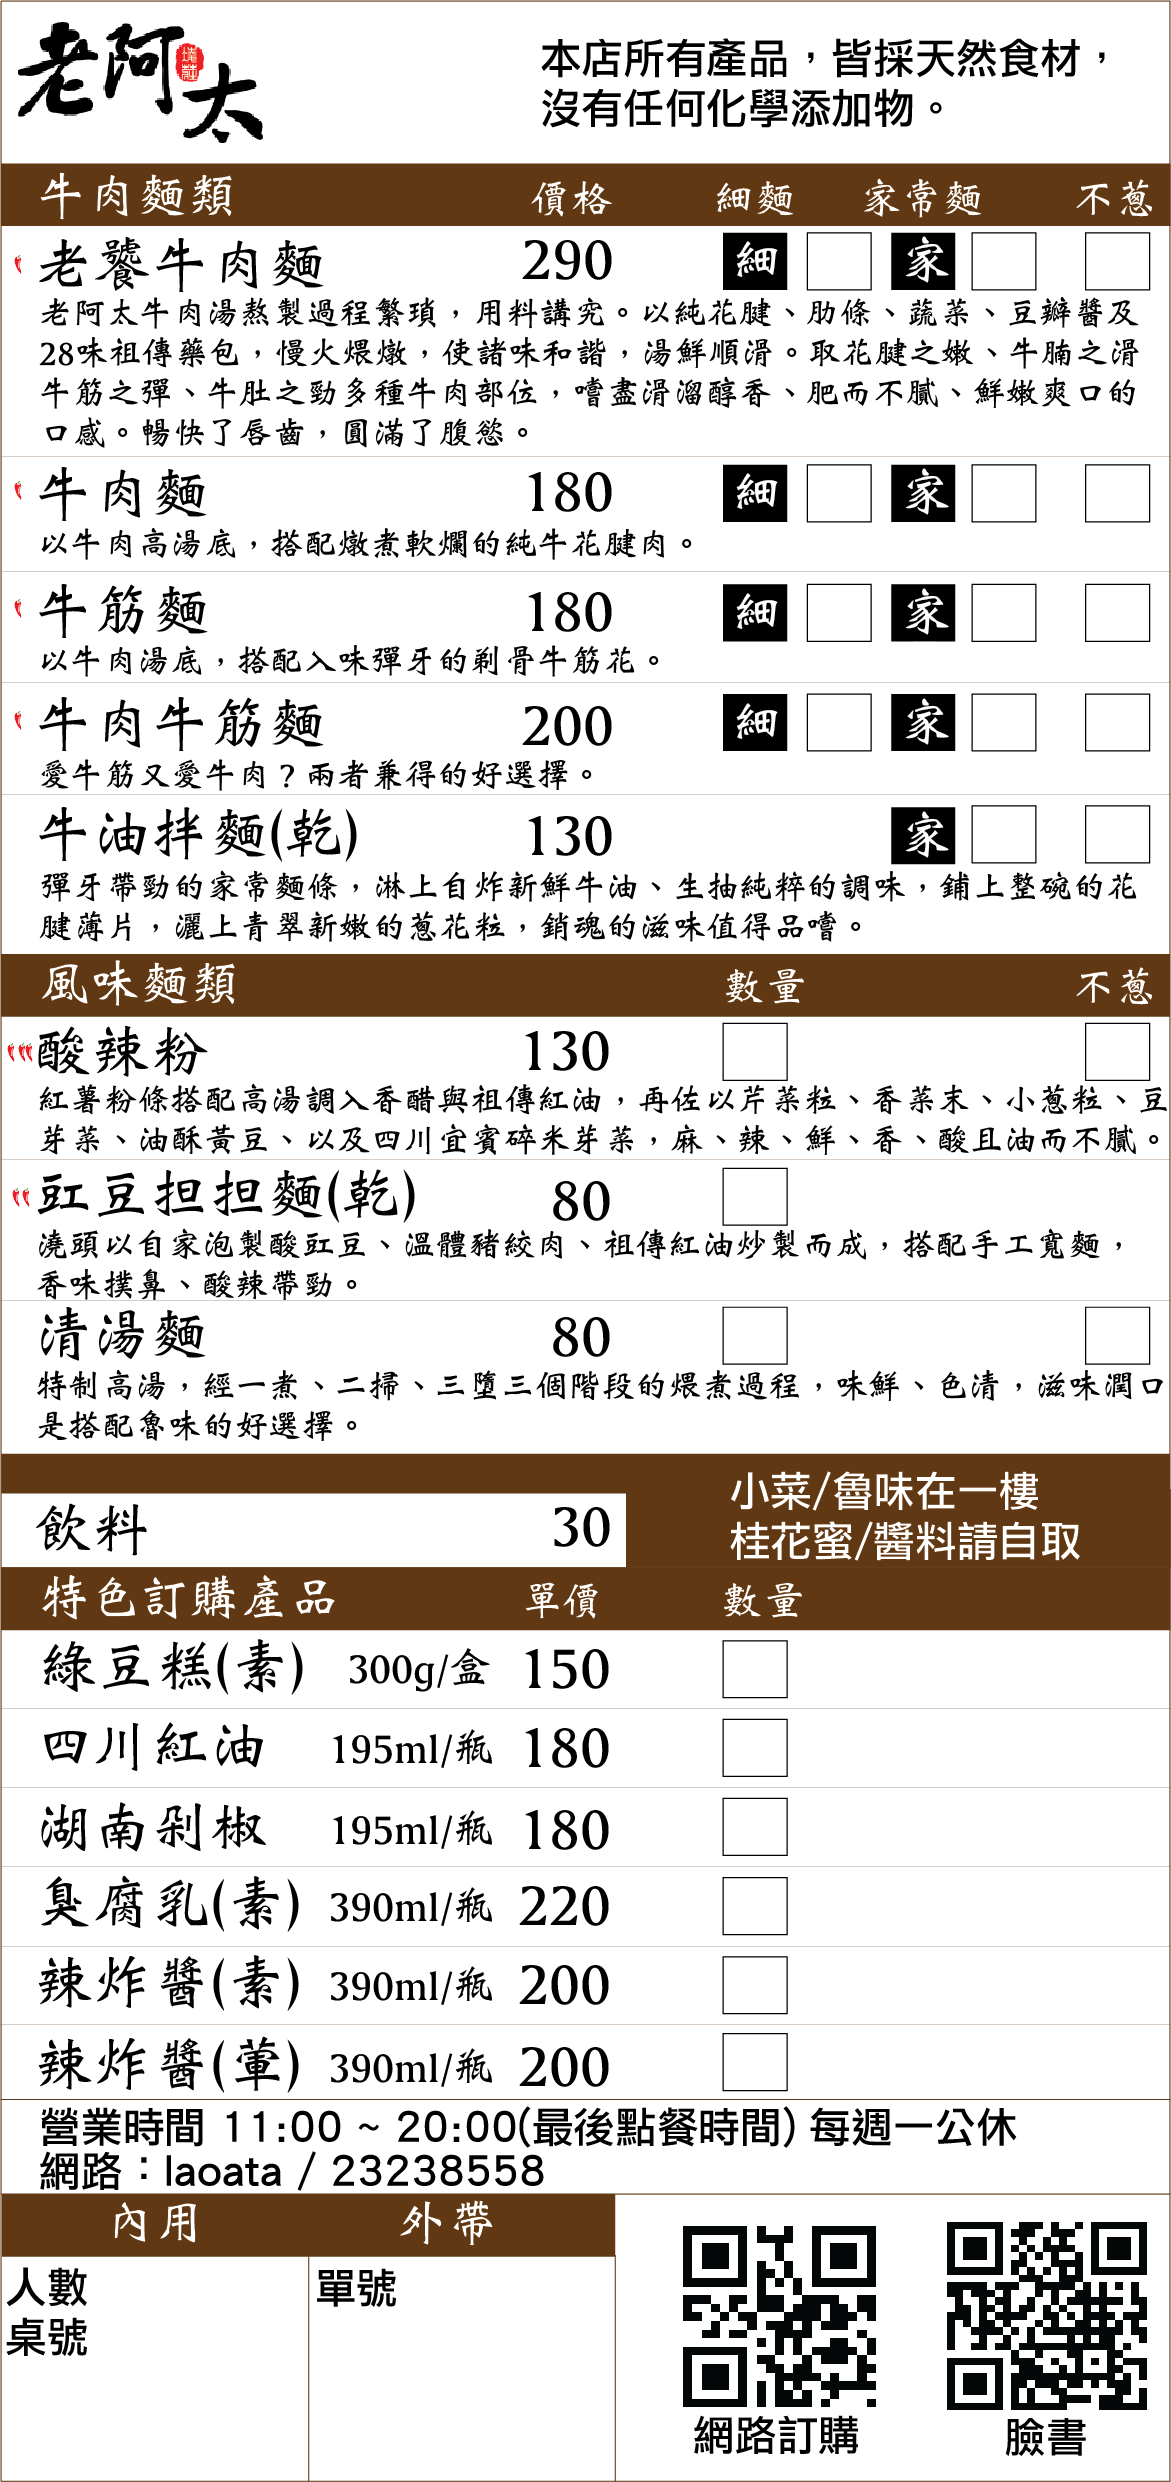 老阿太
本店所有產品，皆採天然食材，
沒有任何化學添加物。
牛肉麵類 價格 細麵 家常麵 不蔥
老饕牛肉麵 290 細 家
老阿太牛肉湯熬製過程繁瑣，用料講究。以純花腱、肋條、蔬菜、豆瓣醬及
28味祖傳藥包，慢火煨燉，使諸味和諧，湯鮮順滑。取花腱之嫩、牛腩之滑
牛筋之彈、牛肚之勁多種牛肉部位，嚐盡滑溜醇香、肥而不膩、鮮嫩爽口的
口感。暢快了唇齒，圓滿了腹慾。
牛肉麵 180 細 家
以牛肉高湯底，搭配燉煮軟爛的純牛花腱肉。
牛筋麵 180 細 家
以牛肉湯底，搭配入味彈牙的剃骨牛筋花。
牛肉牛筋麵 200 細 家
愛牛筋又愛牛肉？兩者兼得的好選擇。
牛油拌麵(乾) 130 家
彈牙帶勁的家常麵條，淋上自炸新鮮牛油、生抽純粹的調味，鋪上整碗的花
腱薄片，灑上青翠新嫩的蔥花粒，銷魂的滋味值得品嚐。
風味麵類 數量 不蔥
酸辣粉 130
紅薯粉條搭配高湯調入香醋與祖傳紅油，再佐以芹菜粒、香菜末、小蔥粒、豆
芽菜、油酥黃豆、以及四川宜賓碎米芽菜，麻、辣、鮮、香、酸且油而不膩。
豇豆担担麵(乾) 80
澆頭以自家泡製酸豇豆、溫體豬絞肉、祖傳紅油炒製而成，搭配手工寬麵，
香味撲鼻、酸辣帶勁。
清湯麵 80
特制高湯，經一煮、二掃、三墮三個階段的煨煮過程，味鮮、色清，滋味潤口
是搭配魯味的好選擇。
小菜/魯味在一樓
飲料 30 桂花蜜/醬料請自取
特色訂購產品 單價 數量
綠豆糕(素) 300g/盒 150
四川紅油 195ml/瓶 180
湖南剁椒 195ml/瓶 180
臭腐乳(素) 390ml/瓶 220
辣炸醬(素) 390ml/瓶 200
辣炸醬(葷) 390ml/瓶 200
營業時間 11:00 ~ 20:00(最後點餐時間) 每週一公休
網路：laoata / 23238558
內用 外帶
人數 單號
桌號
網路訂購 臉書